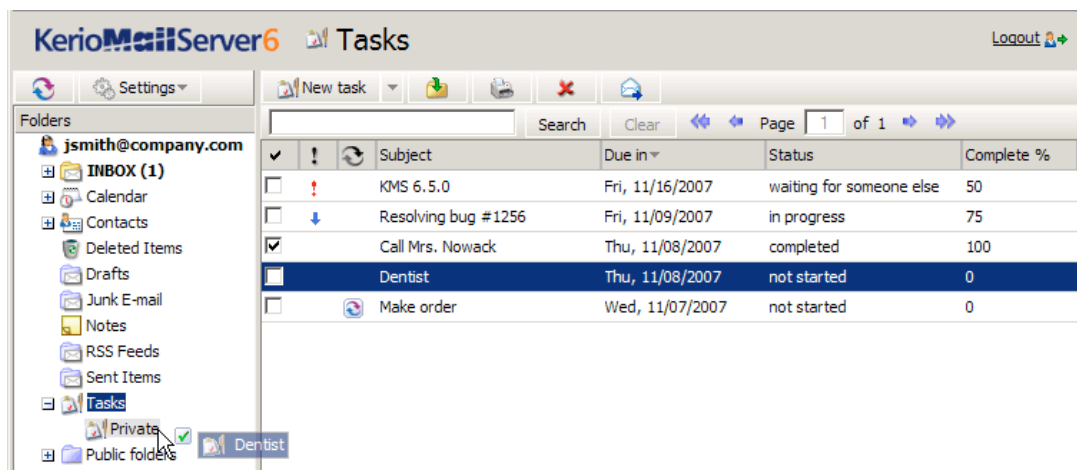 KerioMailServer6 Tasks Logout
Settings New task
Folders Search Clear Page 1 of 1
jsmith@company.com ! Subject Due in Status Complete %
INBOX (1) ! KMS 6.5.0 Fri, 11/16/2007 waiting for someone else 50
Calendar
Contacts Resolving bug #1256 Fri, 11/09/2007 in progress 75
Deleted Items Call Mrs. Nowack Thu, 11/08/2007 completed 100
Drafts Dentist Thu, 11/08/2007 not started 0
Junk E-mail Make order Wed, 11/07/2007 not started 0
Notes
RSS Feeds
Sent Items
Tasks
Private
Public folders Dentist